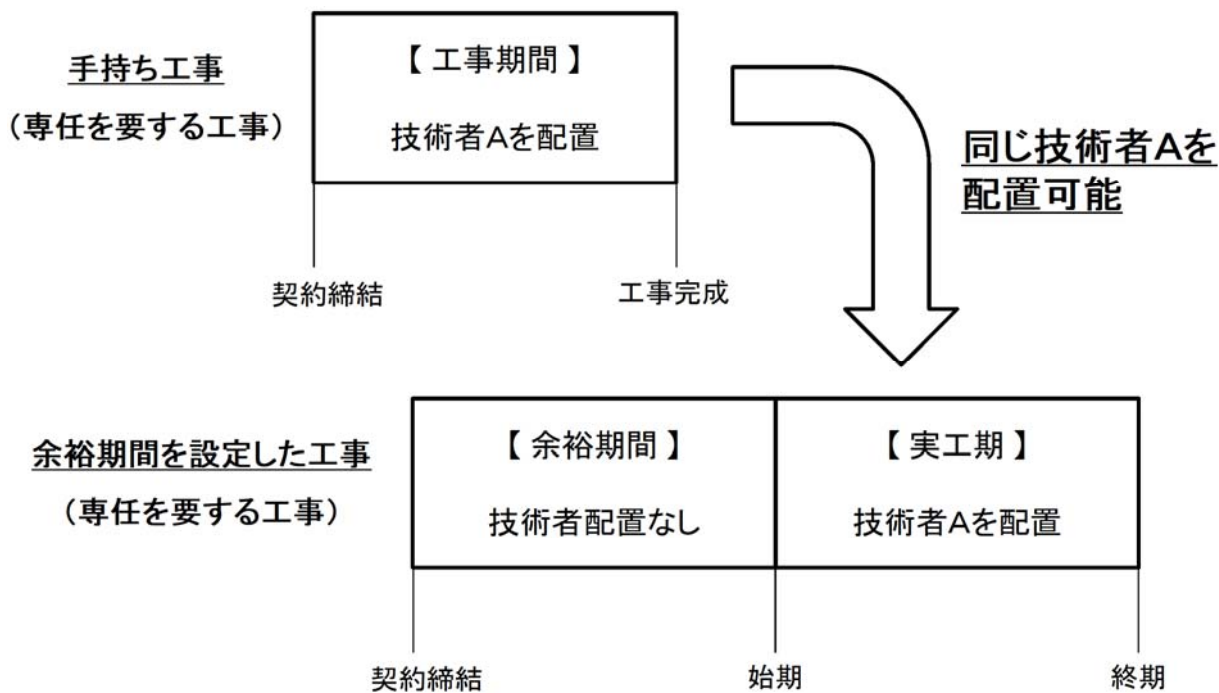 手持ち工事
（専任を要する工事）
【 工事期間 】
技術者Aを配置
契約締結
工事完成
同じ技術者Aを
配置可能
余裕期間を設定した工事
（専任を要する工事）
【 余裕期間 】
技術者配置なし
【 実工期 】
技術者Aを配置
契約締結
始期
終期